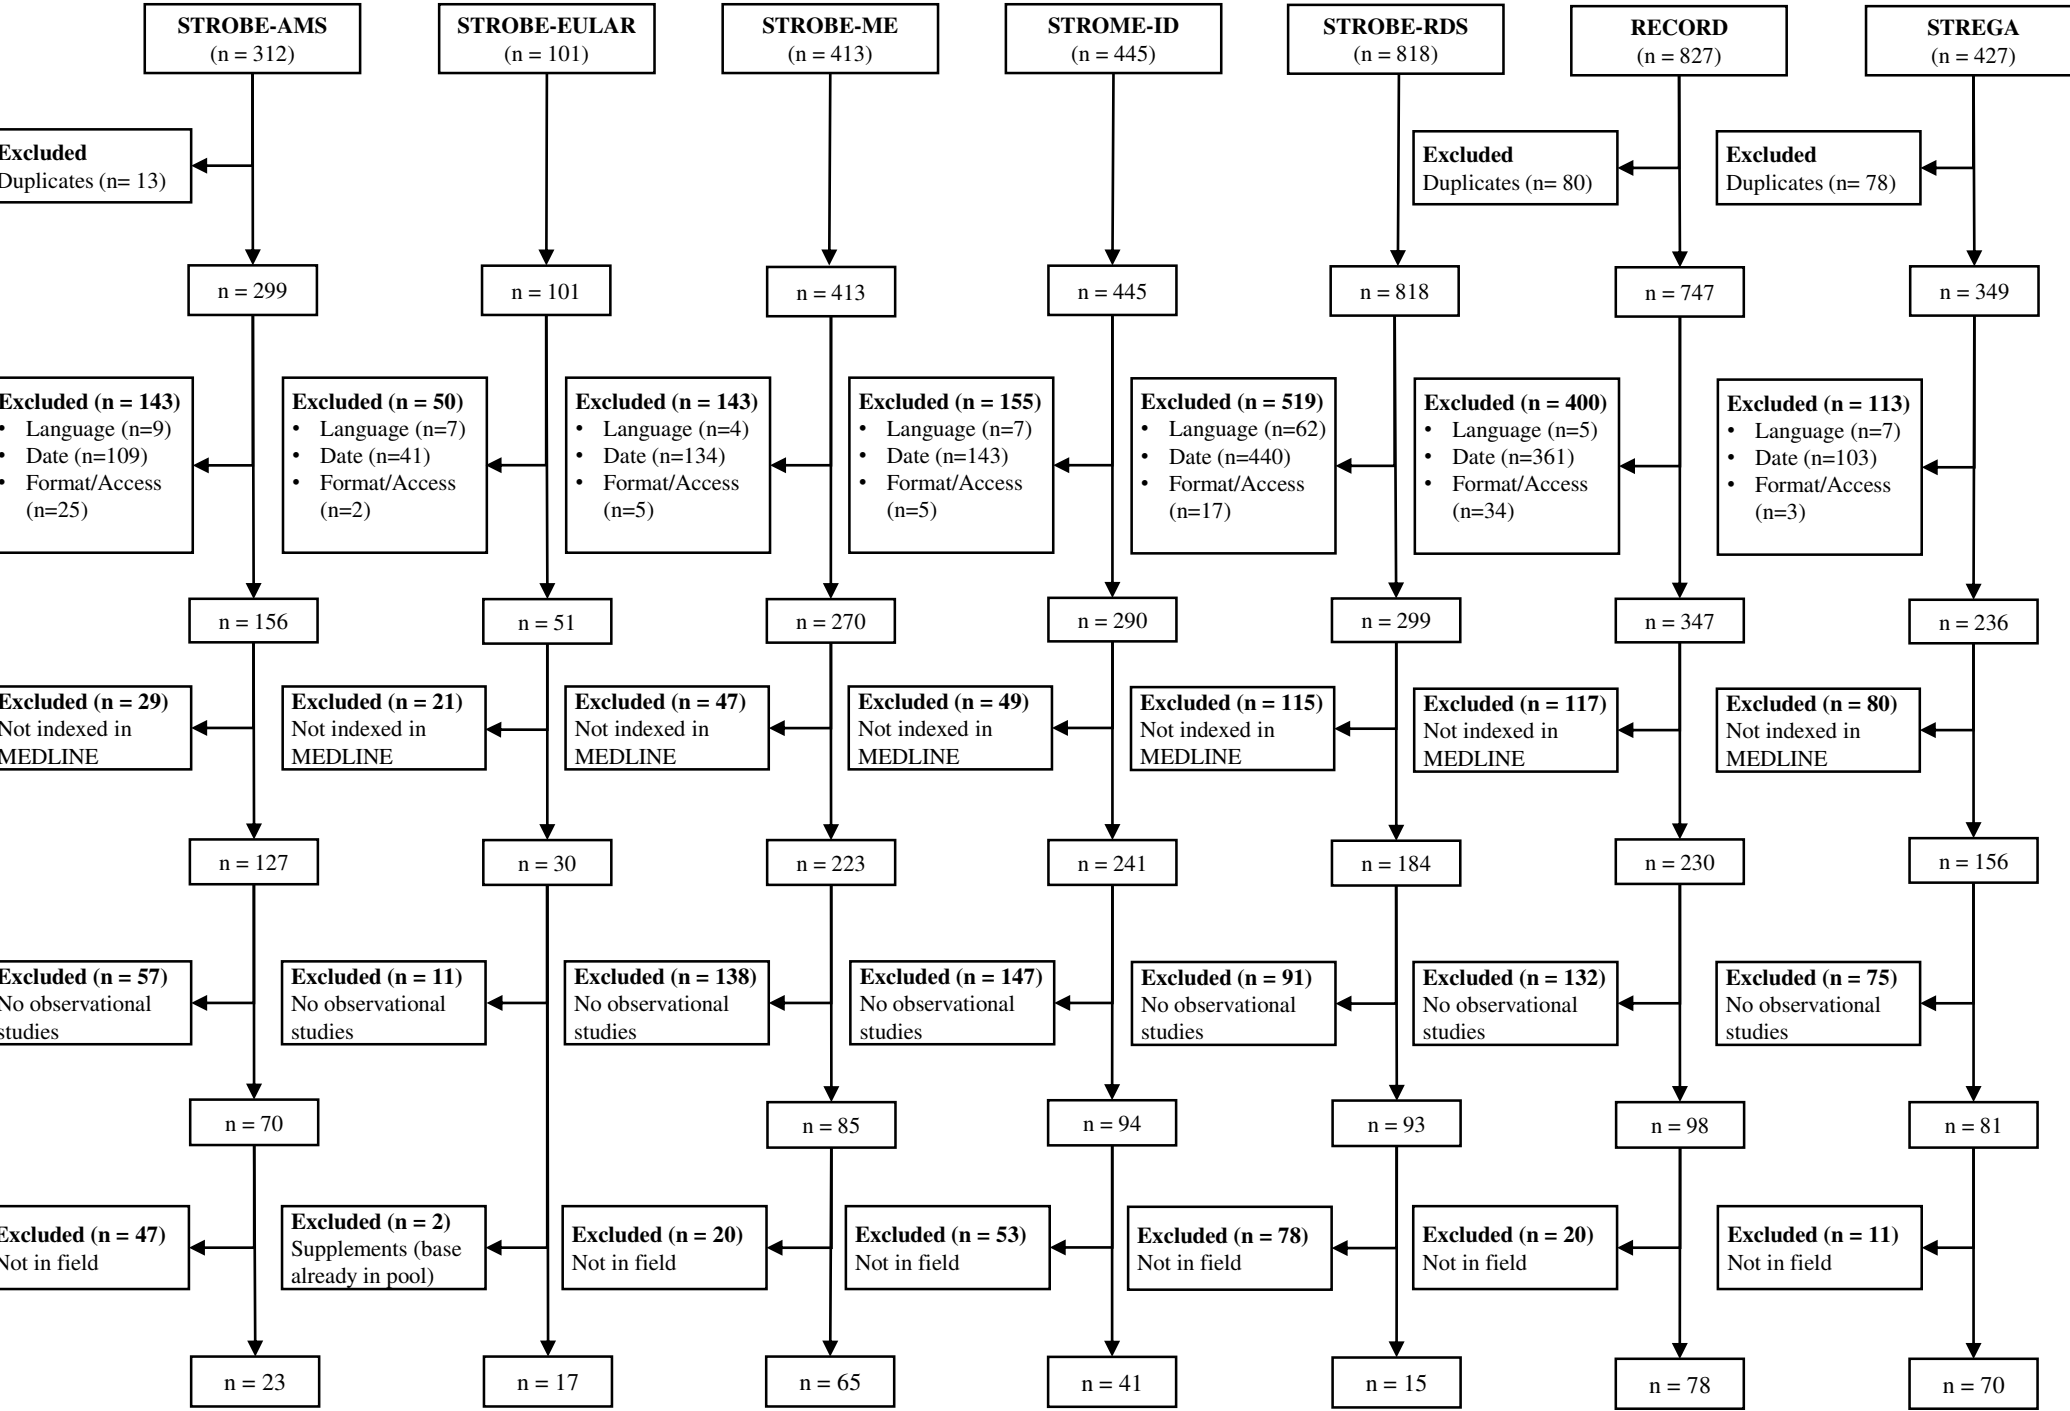 STROBE-AMS
(n = 312)
STROBE-EULAR
(n = 101)
STROBE-ME
(n = 413)
STROME-ID
(n = 445)
STROBE-RDS
(n = 818)
RECORD
(n = 827)
STREGA
(n = 427)
Excluded
Duplicates (n= 13)
Excluded
Duplicates (n= 80)
Excluded
Duplicates (n= 78)
n = 299
n = 101
n = 413
n = 445
n = 818
n = 747
n = 349
Excluded (n = 143)
• Language (n=9)
• Date (n=109)
• Format/Access
(n=25)
Excluded (n = 50)
• Language (n=7)
• Date (n=41)
• Format/Access
(n=2)
Excluded (n = 143)
• Language (n=4)
• Date (n=134)
• Format/Access
(n=5)
Excluded (n = 155)
• Language (n=7)
• Date (n=143)
• Format/Access
(n=5)
Excluded (n = 519)
• Language (n=62)
• Date (n=440)
• Format/Access
(n=17)
Excluded (n = 400)
• Language (n=5)
• Date (n=361)
• Format/Access
(n=34)
Excluded (n = 113)
• Language (n=7)
• Date (n=103)
• Format/Access
(n=3)
n = 156
n = 51
n = 270
n = 290
n = 299
n = 347
n = 236
Excluded (n = 29)
Not indexed in
MEDLINE
Excluded (n = 21)
Not indexed in
MEDLINE
Excluded (n = 47)
Not indexed in
MEDLINE
Excluded (n = 49)
Not indexed in
MEDLINE
Excluded (n = 115)
Not indexed in
MEDLINE
Excluded (n = 117)
Not indexed in
MEDLINE
Excluded (n = 80)
Not indexed in
MEDLINE
n = 127
n = 30
n = 223
n = 241
n = 184
n = 230
n = 156
Excluded (n = 57)
No observational
studies
Excluded (n = 11)
No observational
studies
Excluded (n = 138)
No observational
studies
Excluded (n = 147)
No observational
studies
Excluded (n = 91)
No observational
studies
Excluded (n = 132)
No observational
studies
Excluded (n = 75)
No observational
studies
n = 70
n = 85
n = 94
n = 93
n = 98
n = 81
Excluded (n = 47)
Not in field
Excluded (n = 2)
Supplements (base
already in pool)
Excluded (n = 20)
Not in field
Excluded (n = 53)
Not in field
Excluded (n = 78)
Not in field
Excluded (n = 20)
Not in field
Excluded (n = 11)
Not in field
n = 23
n = 17
n = 65
n = 41
n = 15
n = 78
n = 70